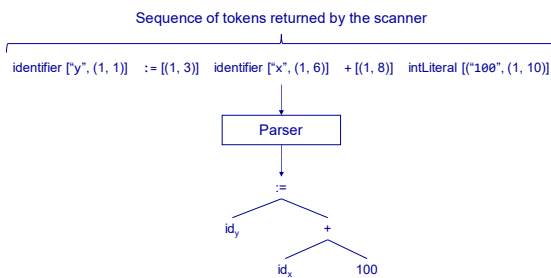 Sequence of tokens returned by the scanner
identifier [“y”, (1, 1)] := [(1, 3)] identifier [“x”, (1, 6)] + [(1, 8)] intLiteral [(“100”, (1, 10)]
Parser
:=
idy +
idx 100